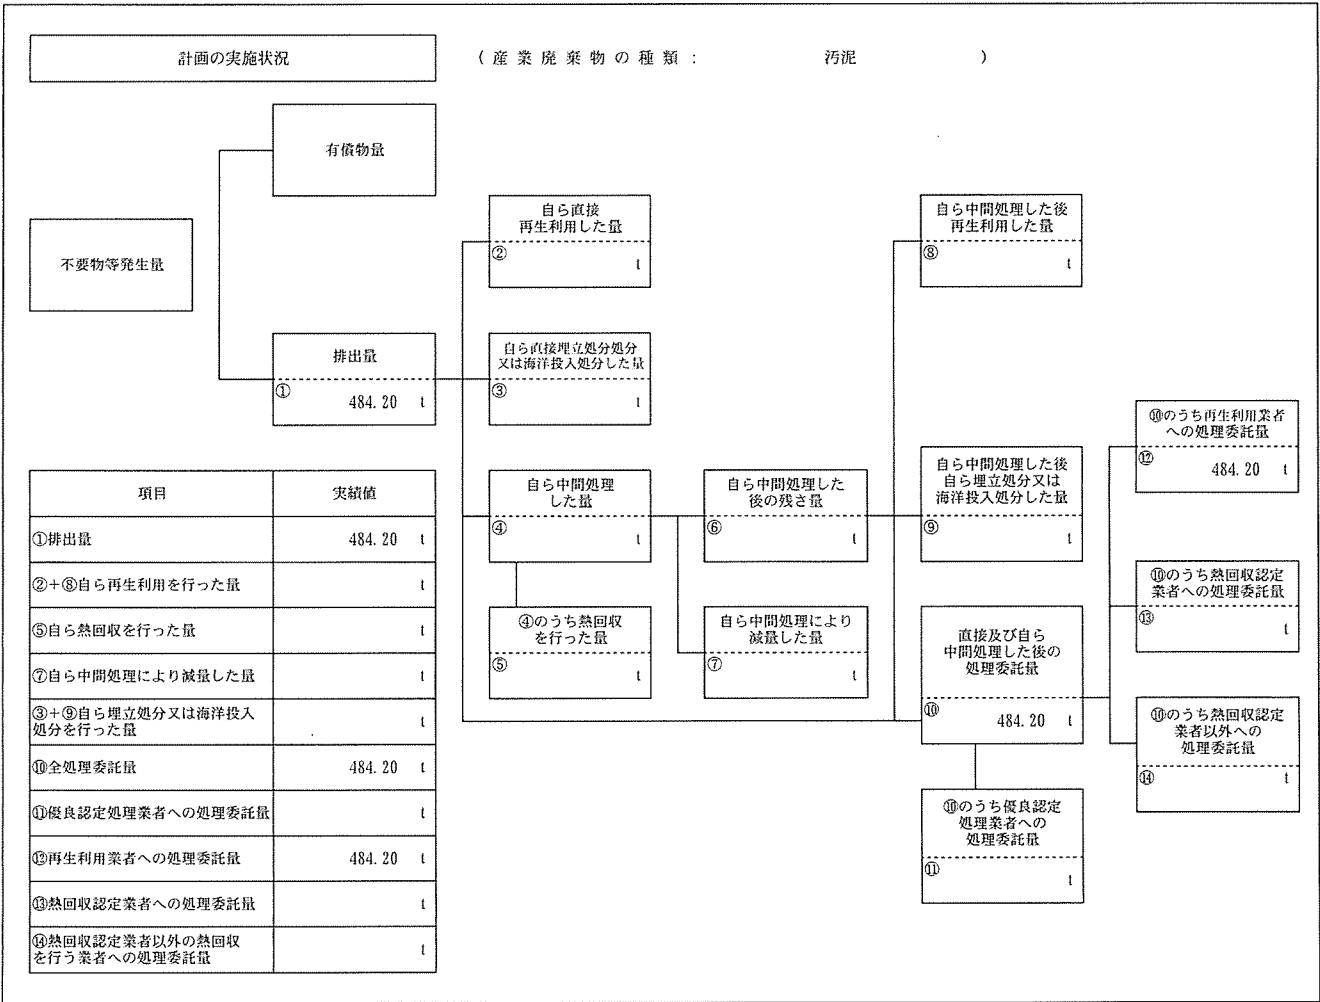 計画の実施状況
(産業廃棄物の種類: 汚泥 )
有償物量
不要物等発生量
排出量
① 484.20 t
自ら直接
再生利用した量
② t
自ら直接埋立処分処分
又は海洋投入処分した量
③ t
自ら中間処理
した量
④ t
④のうち熱回収
を行った量
⑤ t
自ら中間処理した
後の残さ量
⑥ t
自ら中間処理により
減量した量
⑦ t
自ら中間処理した後
再生利用した量
⑧ t
自ら中間処理した後
自ら埋立処分又は
海洋投入処分した量
⑨ t
直接及び自ら
中間処理した後の
処理委託量
⑩ 484.20 t
⑩のうち優良認定
処理業者への
処理委託量
⑪ t
⑩のうち再生利用業者
への処理委託量
⑫ 484.20 t
⑩のうち熱回収認定
業者への処理委託量
⑬ t
⑩のうち熱回収認定
業者以外への
処理委託量
⑭ t
項目 実績値
①排出量 484.20 t
②+⑧自ら再生利用を行った量 t
⑤自ら熱回収を行った量 t
⑦自ら中間処理により減量した量 t
③+⑨自ら埋立処分又は海洋投入
処分を行った量 t
⑩全処理委託量 484.20 t
⑪優良認定処理業者への処理委託量 t
⑫再生利用業者への処理委託量 484.20 t
⑬熱回収認定業者への処理委託量 t
⑭熱回収認定業者以外の熱回収
を行う業者への処理委託量 t